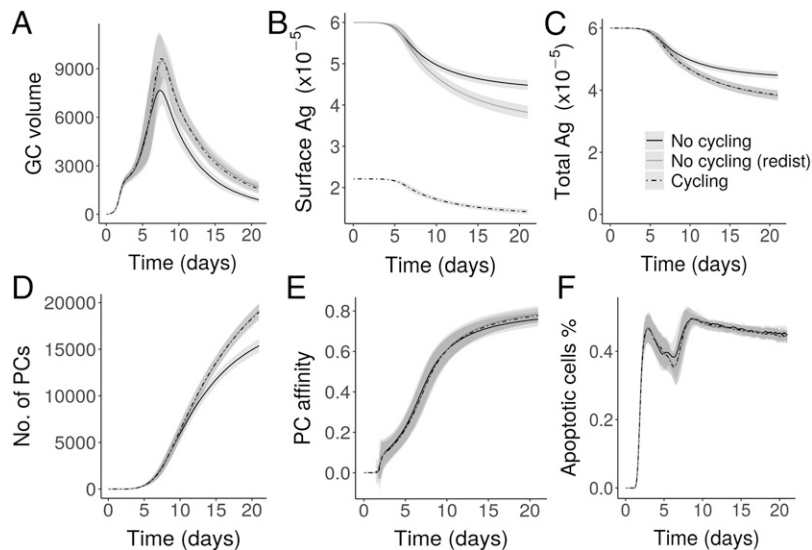 A
GC volume
9000
6000
3000
0
0 5 10 15 20
Time (days)
B
Surface Ag (x10⁻⁵)
6
5
4
3
2
0 5 10 15 20
Time (days)
C
Total Ag (x10⁻⁵)
6
4
2
0
0 5 10 15 20
Time (days)
No cycling
No cycling (redist)
Cycling
D
No. of PCs
20000
15000
10000
5000
0
0 5 10 15 20
Time (days)
E
PC affinity
0.8
0.6
0.4
0.2
0.0
0 5 10 15 20
Time (days)
F
Apoptotic cells %
0.4
0.2
0.0
0 5 10 15 20
Time (days)